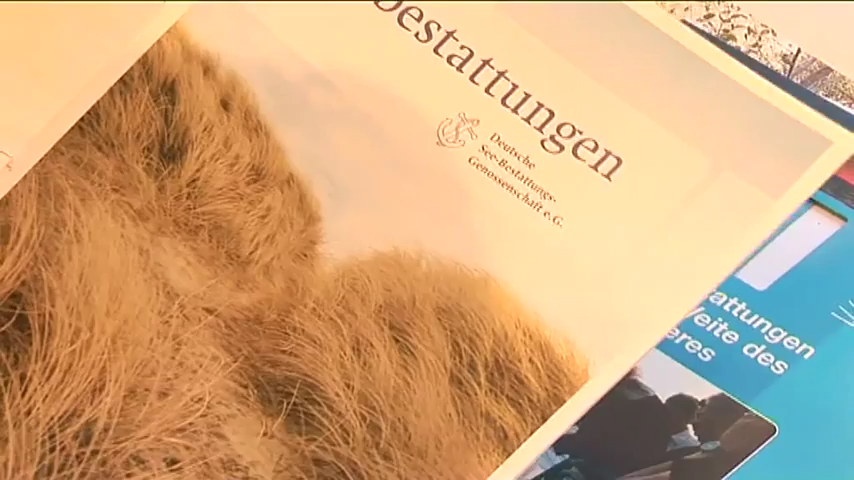 bestattungen
Deutsche
See-Bestattungs-
Genossenschaft e.G.
attungen
Weite des
eres